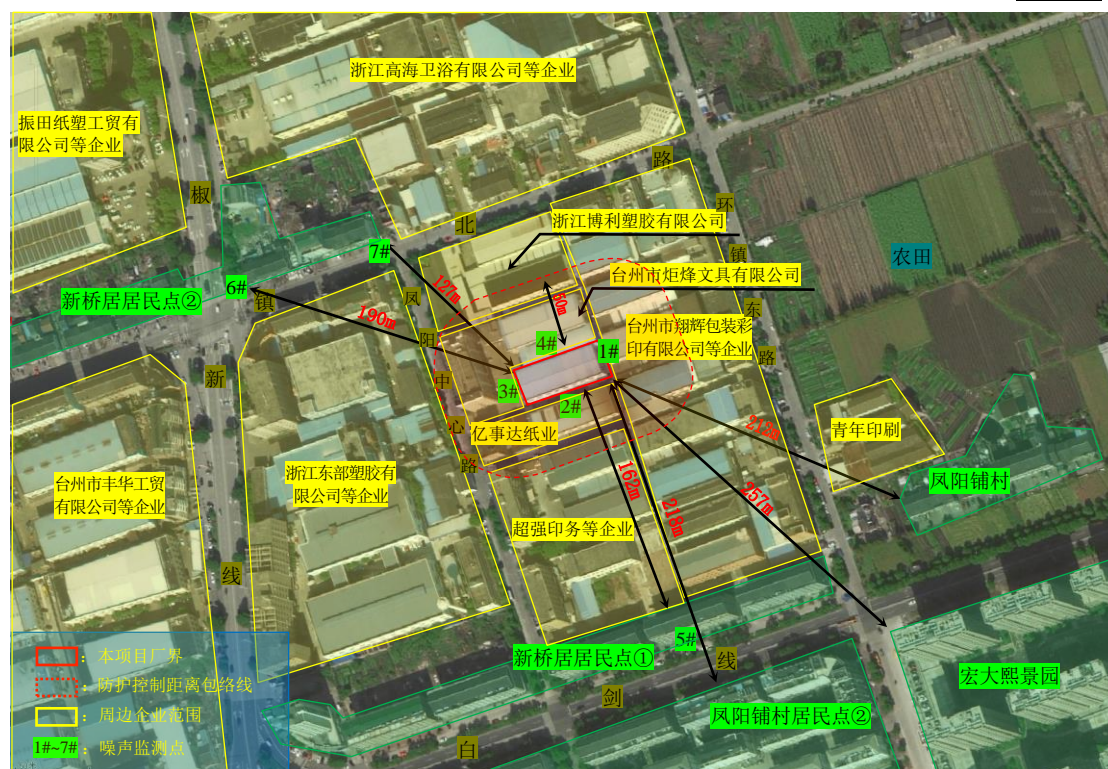 浙江高海卫浴有限公司等企业
振田纸塑工贸有
限公司等企业
椒
路
环
北
浙江博利塑胶有限公司
7#
镇
农田
127m
台州市炬烽文具有限公司
6#
新桥居居民点②
镇
凤
60m
东
190m
台州市翔辉包装彩
印有限公司等企业
阳
4#
1#
路
新
中
3#
2#
心
亿事达纸业
212m
青年印刷
路
台州市丰华工贸
有限公司等企业
浙江东部塑胶有
限公司等企业
162m
凤阳铺村
257m
218m
超强印务等企业
线
5#
新桥居居民点①
线
宏大熙景园
剑
凤阳铺村居民点②
白
：本项目厂界
：防护控制距离包络线
：周边企业范围
1#~7#：噪声监测点